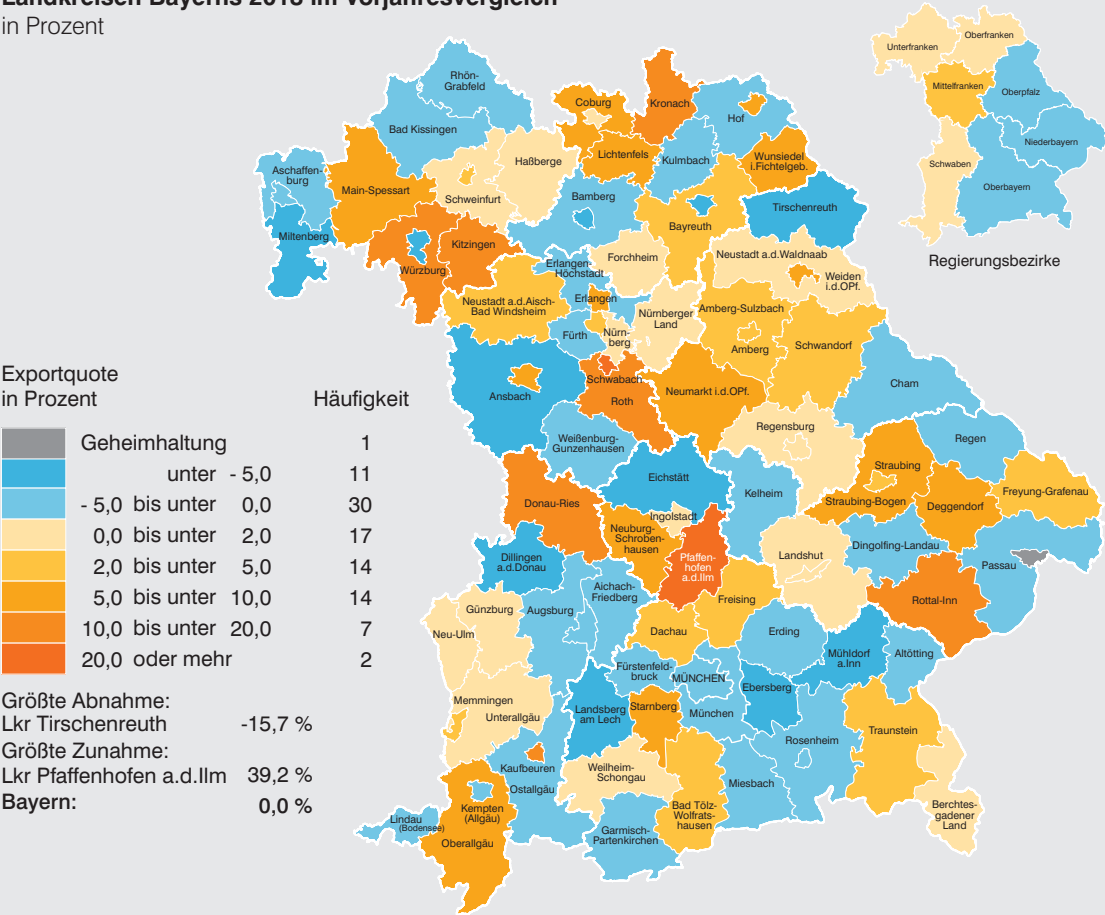 Landkreisen Bayerns 2018 im Vorjahresvergleich
in Prozent
Unterfranken
Oberfranken
Mittelfranken
Oberpfalz
Niederbayern
Schwaben
Oberbayern
Regierungsbezirke
Rhön-
Grabfeld
Bad Kissingen
Coburg
Kronach
Hof
Lichtenfels
Kulmbach
Wunsiedel
i.Fichtelgeb.
Aschaffen-
burg
Main-Spessart
Haßberge
Schweinfurt
Bamberg
Bayreuth
Tirschenreuth
Miltenberg
Würzburg
Kitzingen
Forchheim
Erlangen-
Höchstadt
Neustadt a.d.Waldnaab
Weiden
i.d.OPf.
Neustadt a.d.Aisch-
Bad Windsheim
Erlangen
Nürnberger
Land
Amberg-Sulzbach
Fürth
Nürn-
berg
Amberg
Schwandorf
Ansbach
Schwabach
Roth
Neumarkt i.d.OPf.
Cham
Weißenburg-
Gunzenhausen
Regensburg
Regen
Eichstätt
Kelheim
Straubing
Straubing-Bogen
Deggendorf
Freyung-Grafenau
Donau-Ries
Ingolstadt
Neuburg-
Schroben-
hausen
Pfaffen-
hofen
a.d.Ilm
Landshut
Dingolfing-Landau
Passau
Dillingen
a.d.Donau
Aichach-
Friedberg
Freising
Rottal-Inn
Günzburg
Augsburg
Neu-Ulm
Dachau
Erding
Mühldorf
a.Inn
Altötting
Fürstenfeld-
bruck
MÜNCHEN
Ebersberg
Memmingen
Unterallgäu
Landsberg
am Lech
Starnberg
München
Rosenheim
Traunstein
Kaufbeuren
Ostallgäu
Weilheim-
Schongau
Miesbach
Bad Tölz-
Wolfrats-
hausen
Berchtes-
gadener
Land
Lindau
(Bodensee)
Kempten
(Allgäu)
Oberallgäu
Garmisch-
Partenkirchen
Exportquote
in Prozent Häufigkeit
Geheimhaltung 1
unter - 5,0 11
- 5,0 bis unter 0,0 30
0,0 bis unter 2,0 17
2,0 bis unter 5,0 14
5,0 bis unter 10,0 14
10,0 bis unter 20,0 7
20,0 oder mehr 2
Größte Abnahme:
Lkr Tirschenreuth -15,7 %
Größte Zunahme:
Lkr Pfaffenhofen a.d.Ilm 39,2 %
Bayern: 0,0 %